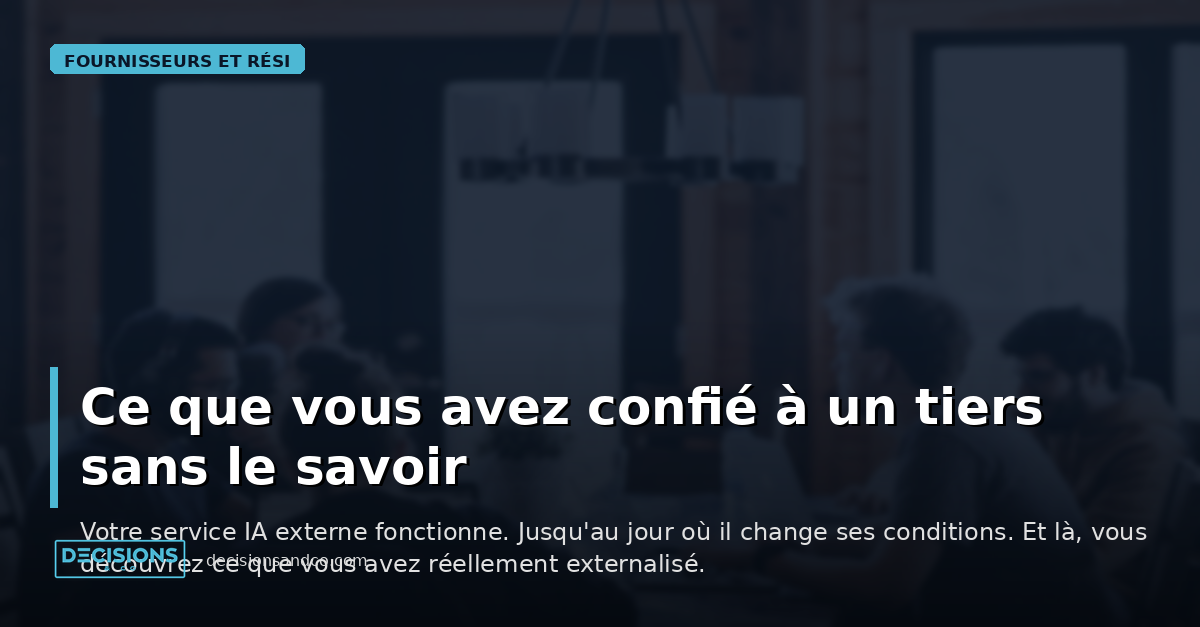 FOURNISSEURS ET RÉSI
Ce que vous avez confié à un tiers
sans le savoir
Votre service IA externe fonctionne. Jusqu'au jour où il change ses conditions. Et là, vous
découvrez ce que vous avez réellement externalisé.
DECISIONS
decisionsandco.com